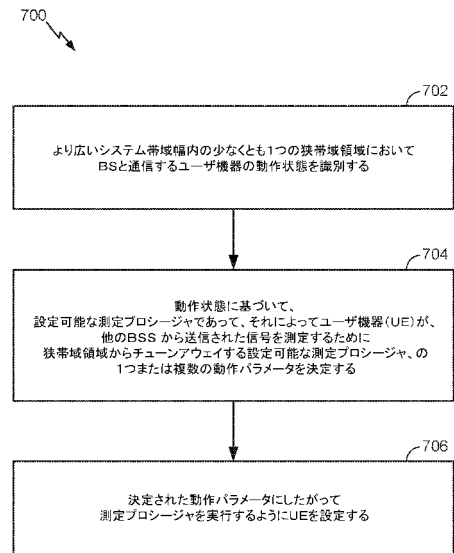 700
702
より広いシステム帯域幅内の少なくとも1つの狭帯域領域において
BSと通信するユーザ機器の動作状態を識別する
704
動作状態に基づいて、
設定可能な測定プロシージャであって、それによってユーザ機器(UE)が、
他のBSSから送信された信号を測定するために
狭帯域領域からチューンアウェイする設定可能な測定プロシージャ、の
1つまたは複数の動作パラメータを決定する
706
決定された動作パラメータにしたがって
測定プロシージャを実行するようにUEを設定する